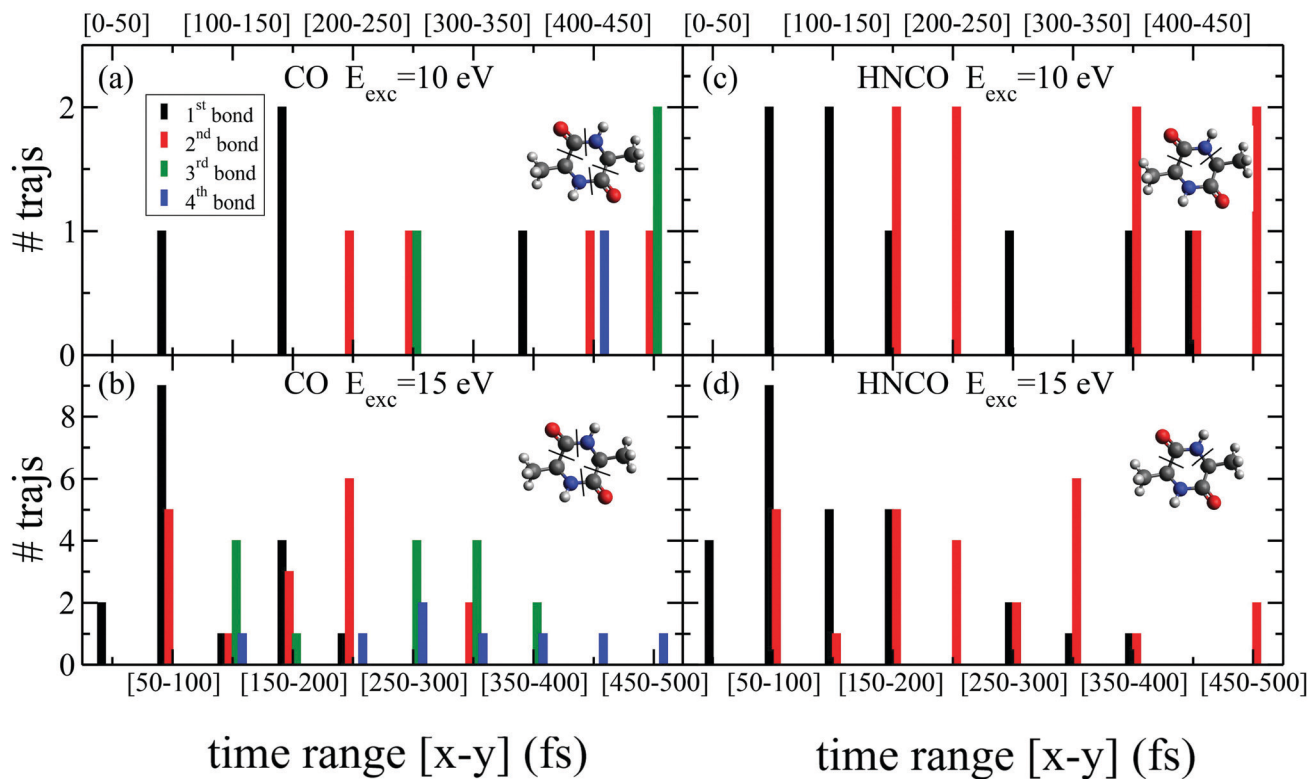 [0-50] [100-150] [200-250] [300-350] [400-450] [0-50] [100-150] [200-250] [300-350] [400-450]
(a) CO E_exc=10 eV
1st bond
2nd bond
3rd bond
4th bond
2
1
0
# trajs
(c) HNCO E_exc=10 eV
(b) CO E_exc=15 eV
8
6
4
2
0
# trajs
(d) HNCO E_exc=15 eV
[50-100] [150-200] [250-300] [350-400] [450-500] [50-100] [150-200] [250-300] [350-400] [450-500]
time range [x-y] (fs) time range [x-y] (fs)